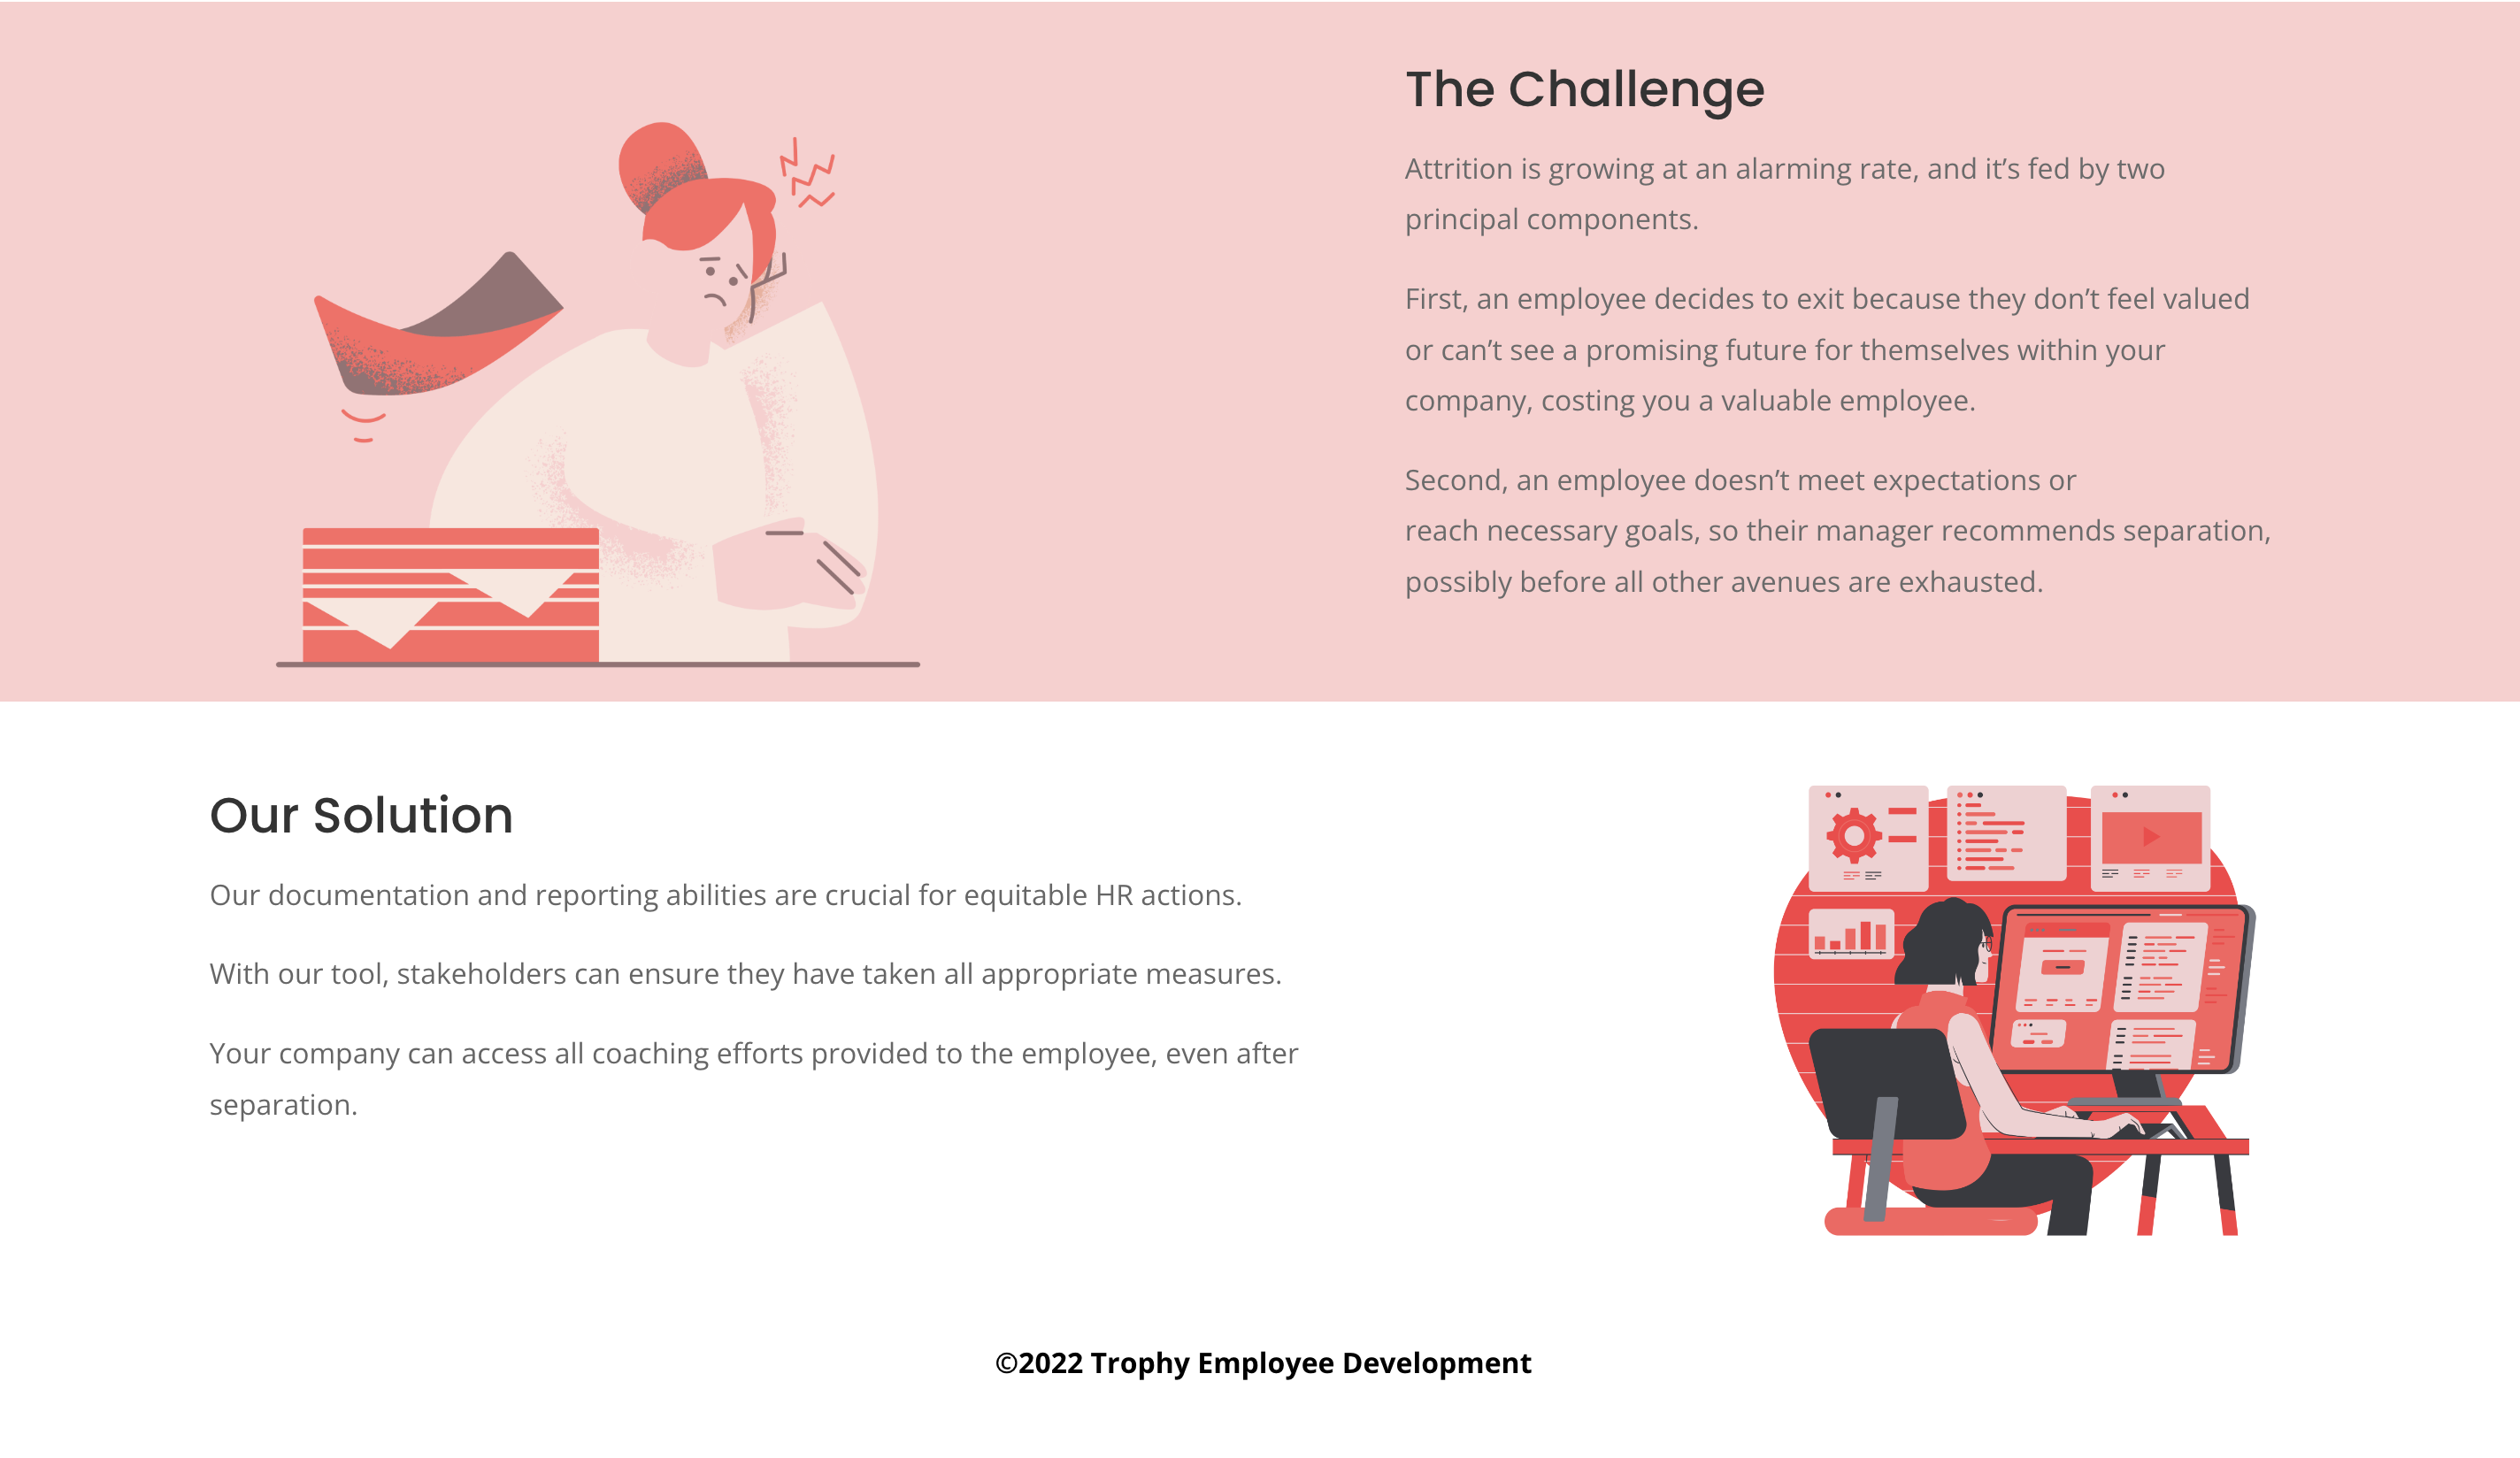 The Challenge
Attrition is growing at an alarming rate, and it’s fed by two
principal components.
First, an employee decides to exit because they don’t feel valued
or can’t see a promising future for themselves within your
company, costing you a valuable employee.
Second, an employee doesn’t meet expectations or
reach necessary goals, so their manager recommends separation,
possibly before all other avenues are exhausted.
Our Solution
Our documentation and reporting abilities are crucial for equitable HR actions.
With our tool, stakeholders can ensure they have taken all appropriate measures.
Your company can access all coaching efforts provided to the employee, even after
separation.
©2022 Trophy Employee Development